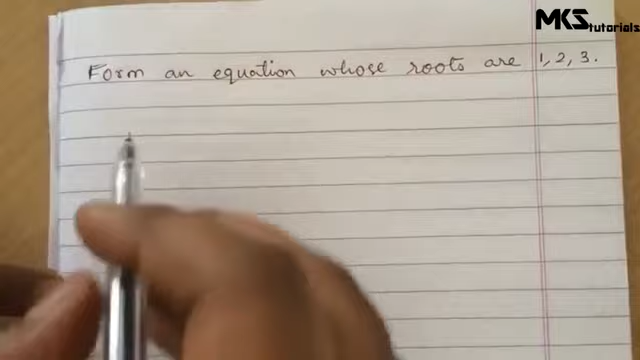 MKS tutorials
Form an equation whose roots are 1, 2, 3.